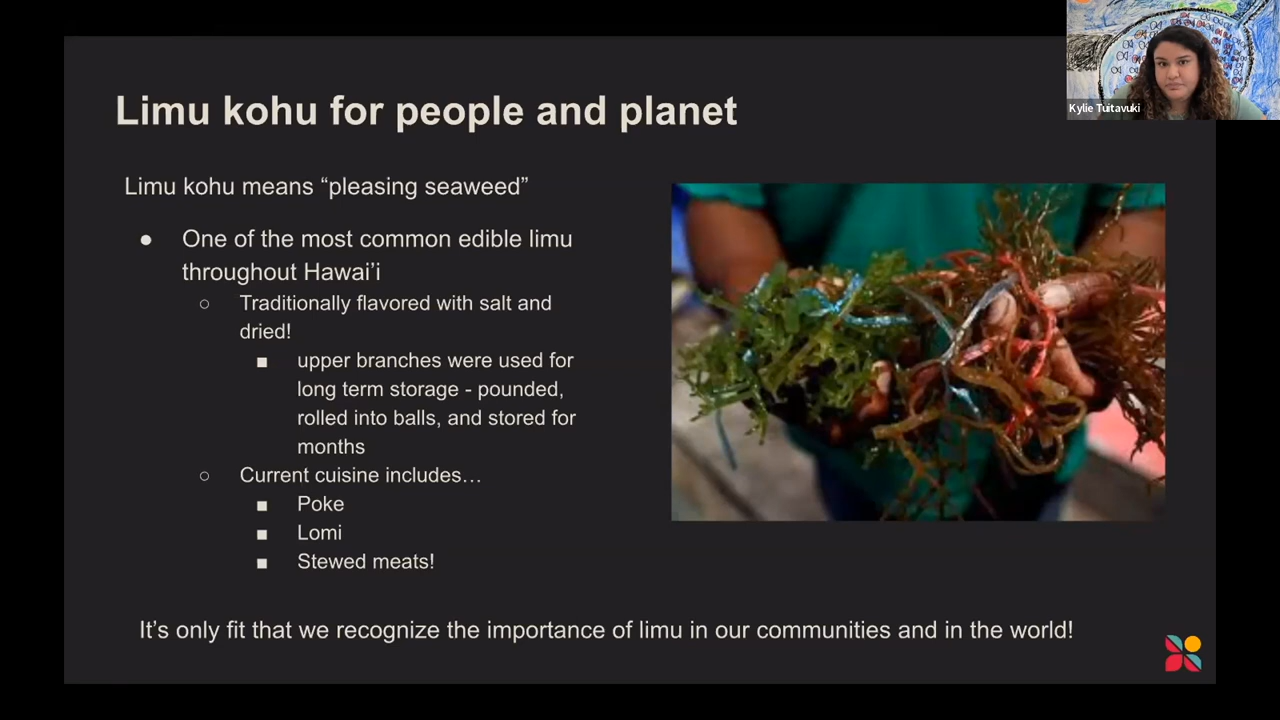 Limu kohu for people and planet
Kylie Tuitavuki
Limu kohu means “pleasing seaweed”
● One of the most common edible limu
throughout Hawai’i
○ Traditionally flavored with salt and
dried!
■ upper branches were used for
long term storage - pounded,
rolled into balls, and stored for
months
○ Current cuisine includes…
■ Poke
■ Lomi
■ Stewed meats!
It’s only fit that we recognize the importance of limu in our communities and in the world!